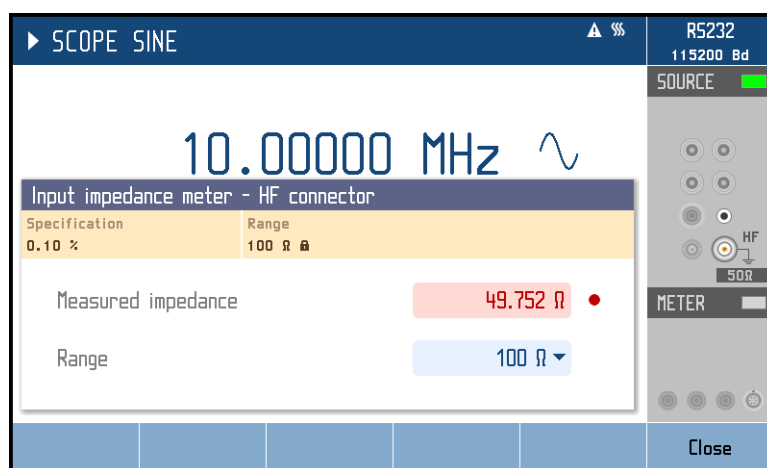 SCOPE SINE
RS232
115200 Bd
SOURCE
10.00000 MHz
Input impedance meter - HF connector
Specification Range
0.10 % 100 Ω
HF
50Ω
Measured impedance 49.752 Ω
METER
Range 100 Ω
Close